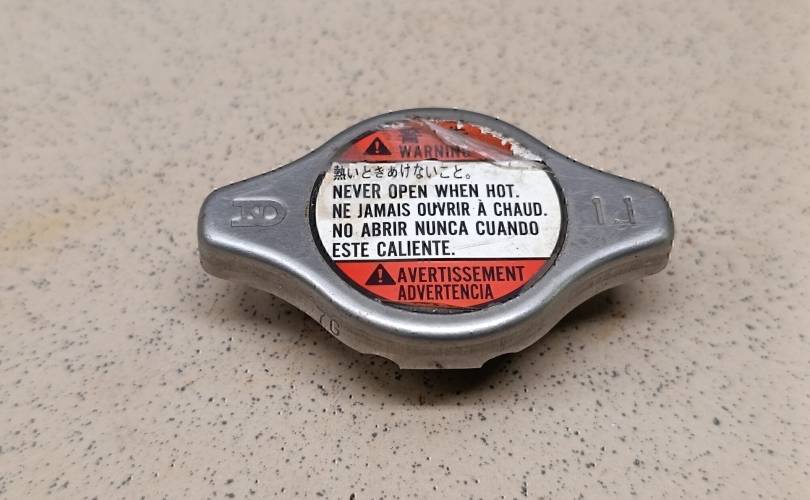 WARNING
熱いときあけないこと。
NEVER OPEN WHEN HOT.
NE JAMAIS OUVRIR À CHAUD.
NO ABRIR NUNCA CUANDO
ESTE CALIENTE.
AVERTISSEMENT
ADVERTENCIA
1.1